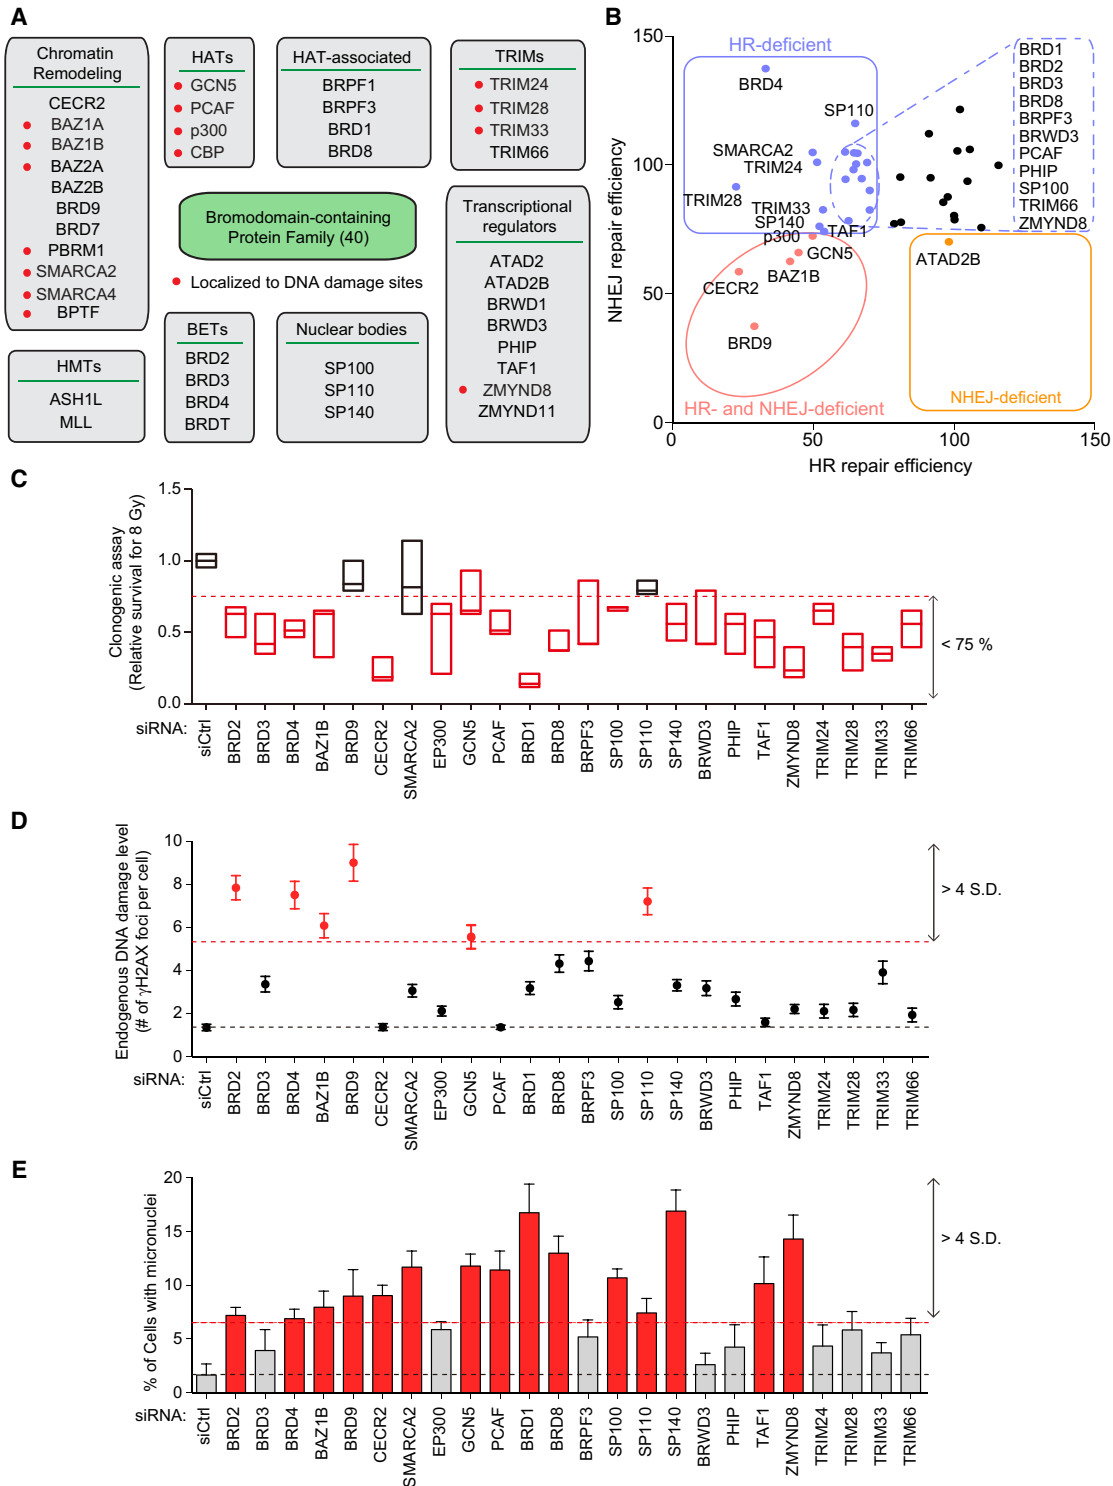 A
Chromatin
Remodeling
CECR2
BAZ1A
BAZ1B
BAZ2A
BAZ2B
BRD9
BRD7
PBRM1
SMARCA2
SMARCA4
BPTF
HATs
GCN5
PCAF
p300
CBP
HAT-associated
BRPF1
BRPF3
BRD1
BRD8
TRIMs
TRIM24
TRIM28
TRIM33
TRIM66
Bromodomain-containing
Protein Family (40)
Localized to DNA damage sites
Transcriptional
regulators
ATAD2
ATAD2B
BRWD1
BRWD3
PHIP
TAF1
ZMYND8
ZMYND11
HMTs
ASH1L
MLL
BETs
BRD2
BRD3
BRD4
BRDT
Nuclear bodies
SP100
SP110
SP140
B
150
100
50
0
NHEJ repair efficiency
HR-deficient
BRD4
SP110
SMARCA2
TRIM24
TRIM28
TRIM33
SP140
TAF1
p300
GCN5
BAZ1B
CECR2
BRD9
HR- and NHEJ-deficient
BRD1
BRD2
BRD3
BRD8
BRPF3
BRWD3
PCAF
PHIP
SP100
TRIM66
ZMYND8
ATAD2B
NHEJ-deficient
0
50
100
150
HR repair efficiency
C
Clonogenic assay
(Relative survival for 8 Gy)
1.5
1.0
0.5
0.0
< 75 %
siRNA:
siCtrl
BRD2
BRD3
BRD4
BAZ1B
BRD9
CECR2
SMARCA2
EP300
GCN5
PCAF
BRD1
BRD8
BRPF3
SP100
SP110
SP140
BRWD3
PHIP
TAF1
ZMYND8
TRIM24
TRIM28
TRIM33
TRIM66
D
Endogenous DNA damage level
(# of γH2AX foci per cell)
10
8
6
4
2
0
> 4 S.D.
siRNA:
siCtrl
BRD2
BRD3
BRD4
BAZ1B
BRD9
CECR2
SMARCA2
EP300
GCN5
PCAF
BRD1
BRD8
BRPF3
SP100
SP110
SP140
BRWD3
PHIP
TAF1
ZMYND8
TRIM24
TRIM28
TRIM33
TRIM66
E
% of Cells with micronuclei
20
15
10
5
0
> 4 S.D.
siRNA:
siCtrl
BRD2
BRD3
BRD4
BAZ1B
BRD9
CECR2
SMARCA2
EP300
GCN5
PCAF
BRD1
BRD8
BRPF3
SP100
SP110
SP140
BRWD3
PHIP
TAF1
ZMYND8
TRIM24
TRIM28
TRIM33
TRIM66